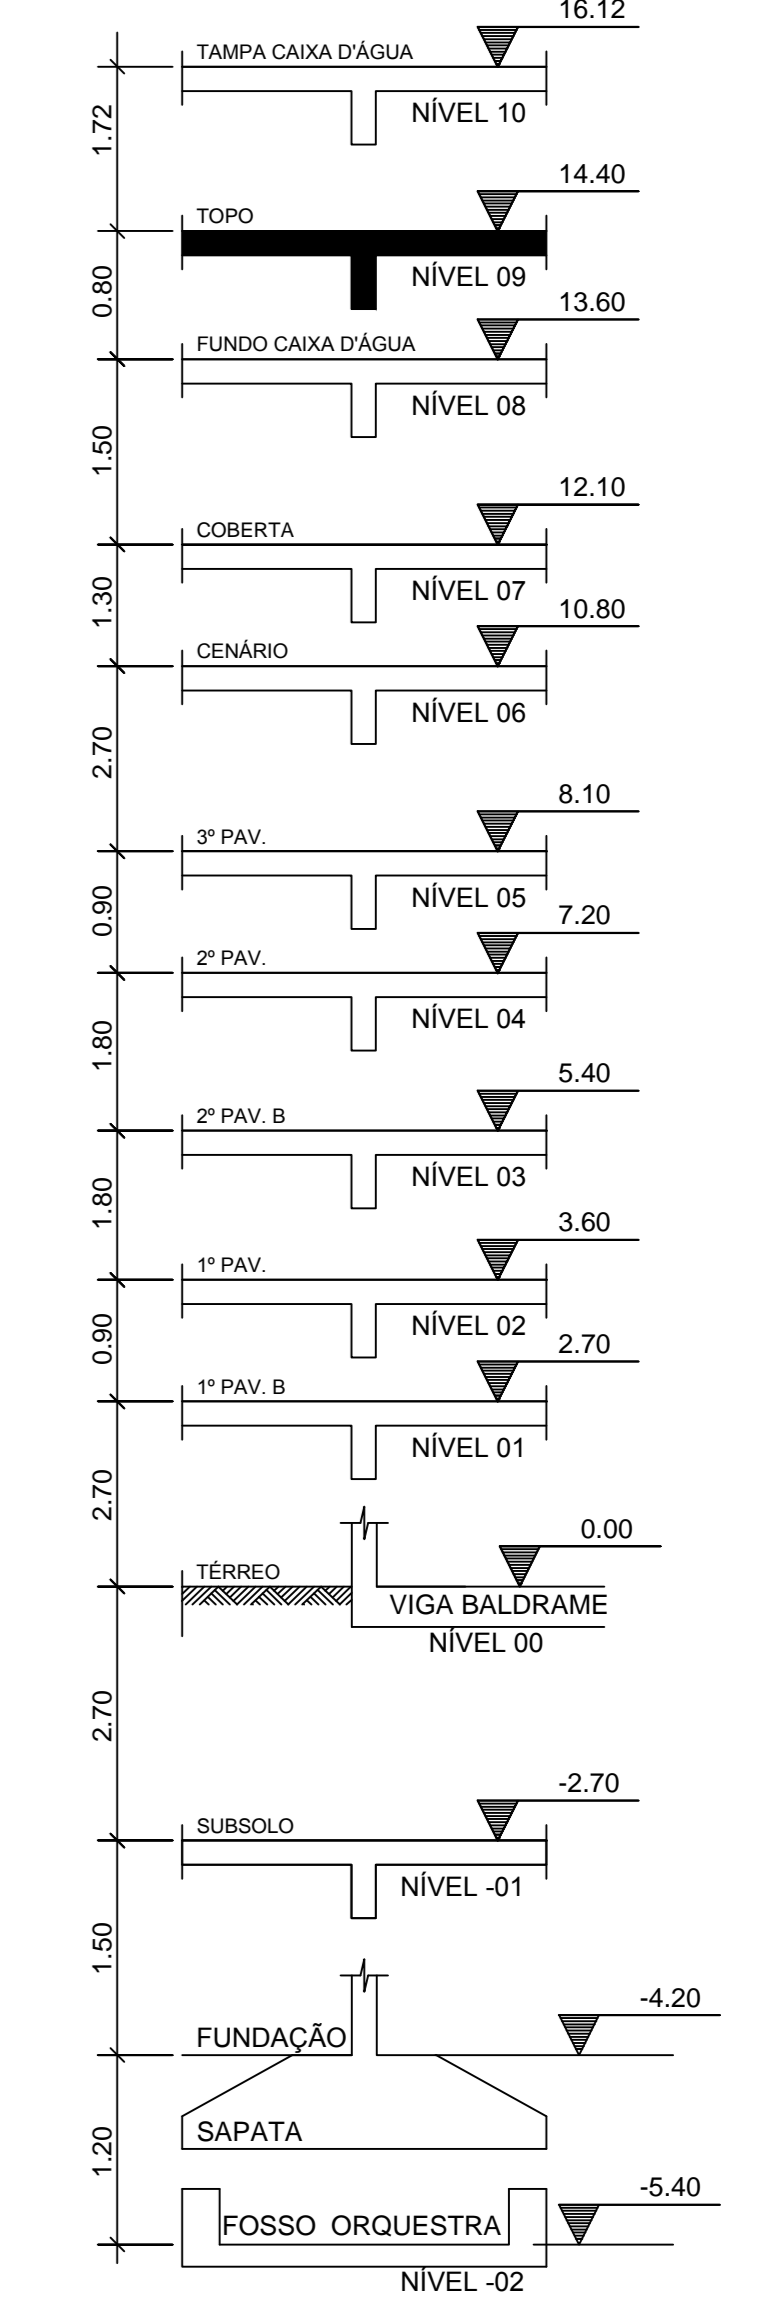 16.12
TAMPA CAIXA D'ÁGUA
NÍVEL 10
1.72
14.40
TOPO
NÍVEL 09
0.80
13.60
FUNDO CAIXA D'ÁGUA
NÍVEL 08
1.50
12.10
COBERTA
NÍVEL 07
1.30
10.80
CENÁRIO
NÍVEL 06
2.70
8.10
3º PAV.
NÍVEL 05
0.90
7.20
2º PAV.
NÍVEL 04
1.80
5.40
2º PAV. B
NÍVEL 03
1.80
3.60
1º PAV.
NÍVEL 02
0.90
2.70
1º PAV. B
NÍVEL 01
2.70
0.00
TÉRREO
VIGA BALDRAME
NÍVEL 00
2.70
-2.70
SUBSOLO
NÍVEL -01
1.50
-4.20
FUNDAÇÃO
SAPATA
1.20
-5.40
FOSSO ORQUESTRA
NÍVEL -02